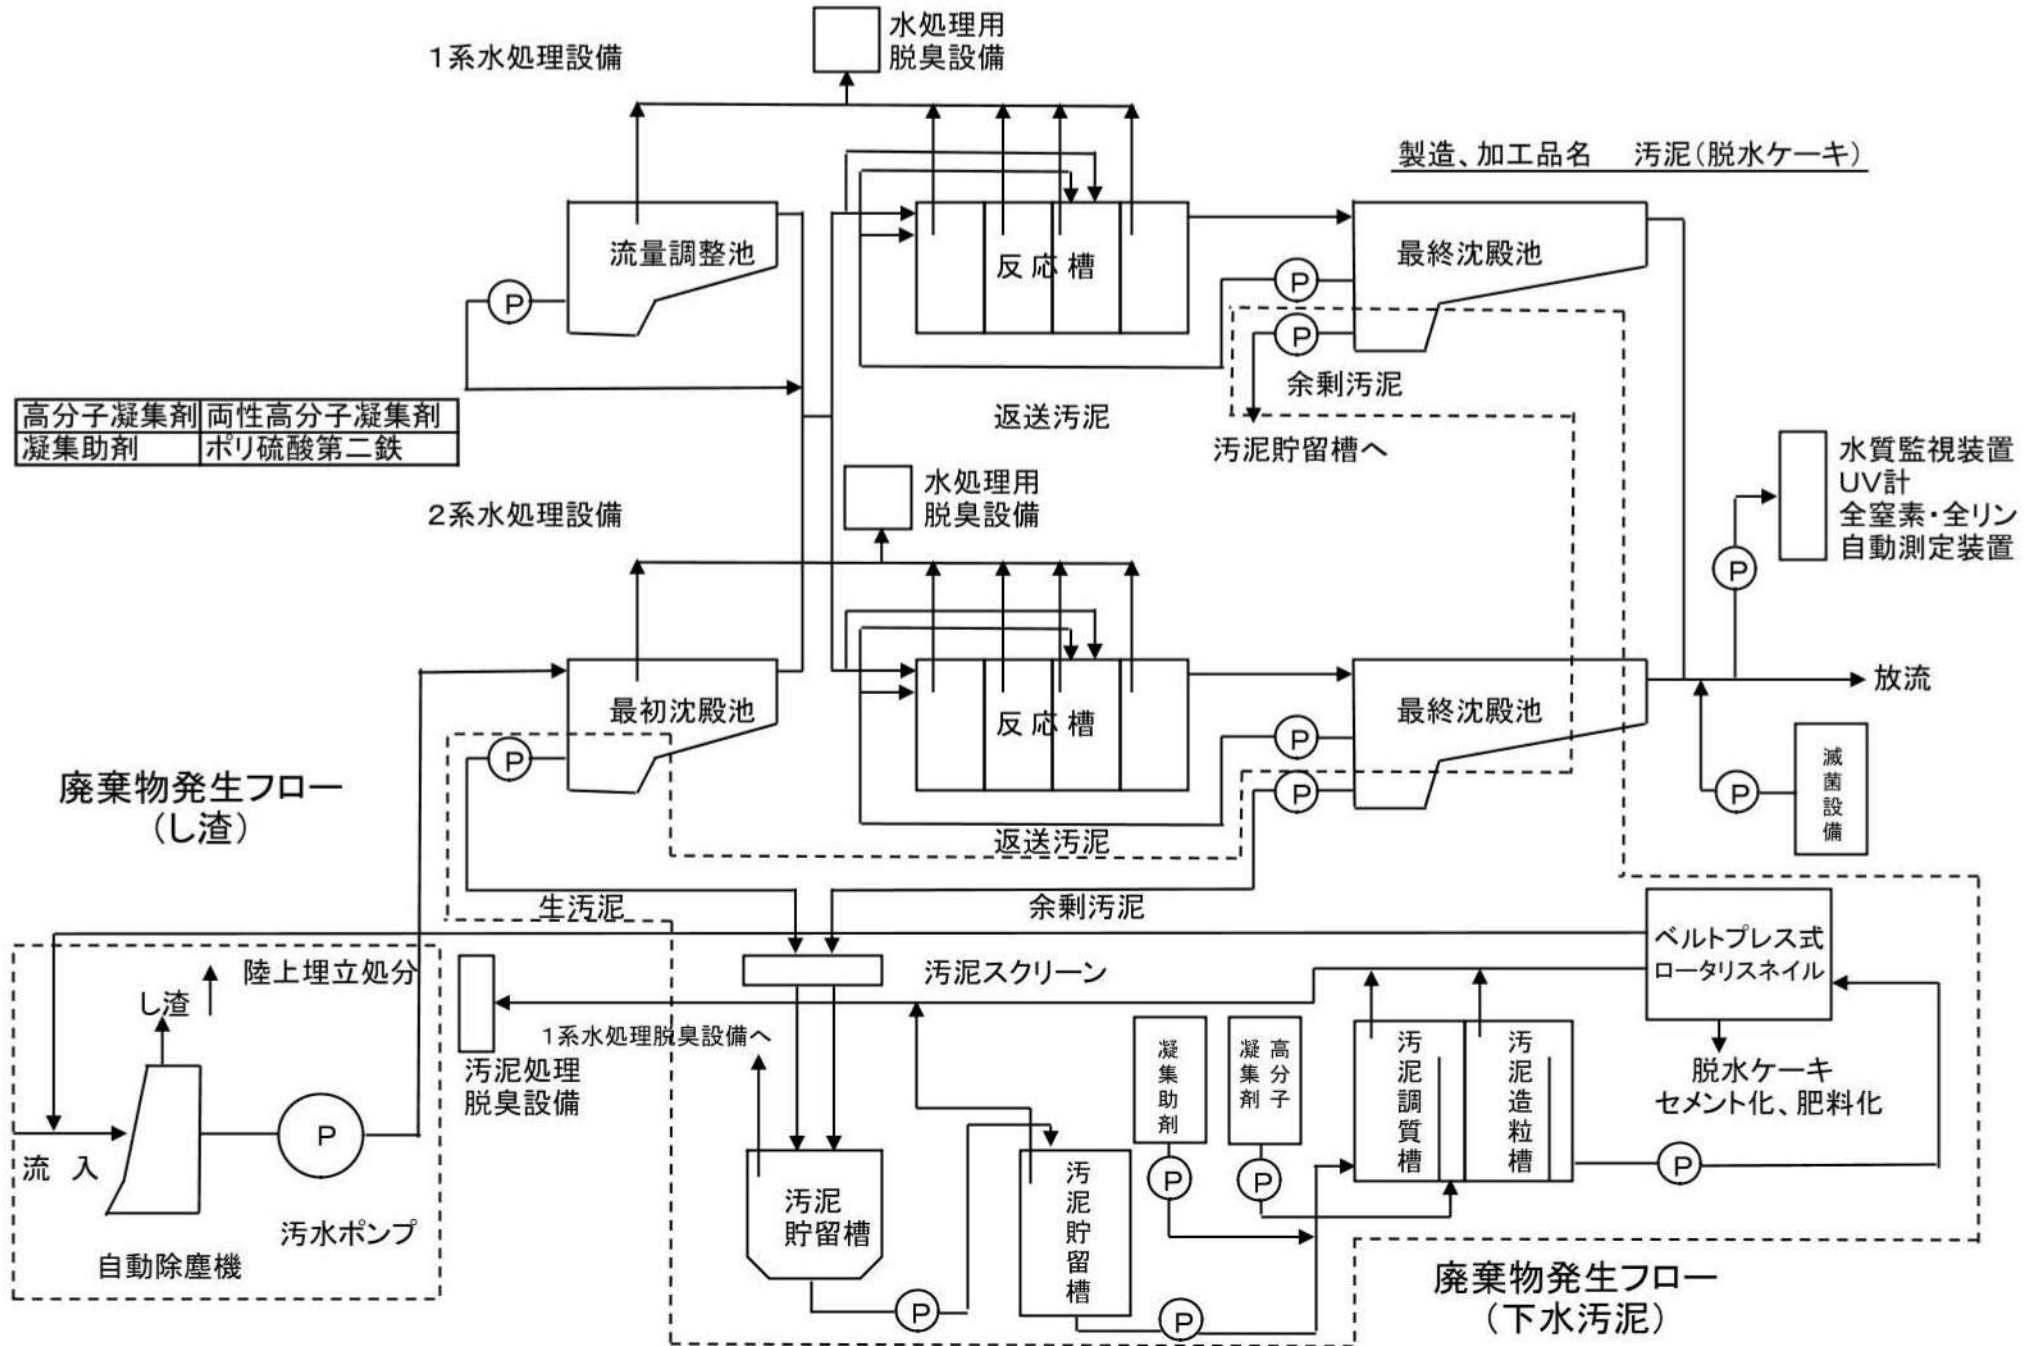 水処理用
脱臭設備
1系水処理設備
製造、加工品名 汚泥(脱水ケーキ)
流量調整池
反応槽
最終沈殿池
P
P
P
余剰汚泥
高分子凝集剤 両性高分子凝集剤
凝集助剤 ポリ硫酸第二鉄
返送汚泥
汚泥貯留槽へ
水質監視装置
UV計
全窒素・全リン
自動測定装置
水処理用
脱臭設備
2系水処理設備
P
放流
最初沈殿池
反応槽
最終沈殿池
P
P
P
P
滅菌設備
廃棄物発生フロー
(し渣)
返送汚泥
生汚泥
余剰汚泥
ベルトプレス式
ロータリスネイル
陸上埋立処分
し渣
汚泥スクリーン
1系水処理脱臭設備へ
汚泥処理
脱臭設備
凝集助剤
高分子
凝集剤
汚泥調質槽
汚泥造粒槽
脱水ケーキ
セメント化、肥料化
P
流 入
P
P
P
汚水ポンプ
自動除塵機
汚泥
貯留槽
汚泥貯留槽
P
P
廃棄物発生フロー
(下水汚泥)